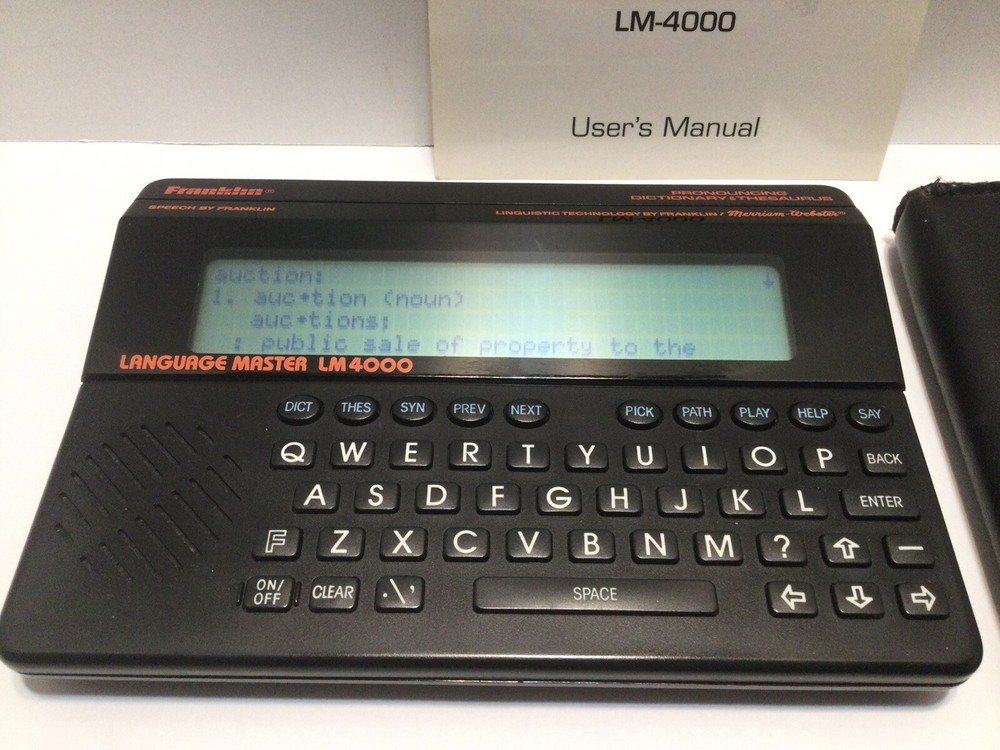 LM-4000
User's Manual
Franklin®
PRONOUNCING
DICTIONARY & THESAURUS
SPEECH BY FRANKLIN
LINGUISTIC TECHNOLOGY BY FRANKLIN / Merriam-Webster®
auction: ↓
1. auc•tion (noun)
auc•tions;
: public sale of property to the
LANGUAGE MASTER LM4000
DICT THES SYN PREV NEXT PICK PATH PLAY HELP SAY
Q W E R T Y U I O P BACK
A S D F G H J K L ENTER
F Z X C V B N M ? ⇧ —
ON/OFF CLEAR .\' SPACE ⇦ ⇩ ⇨